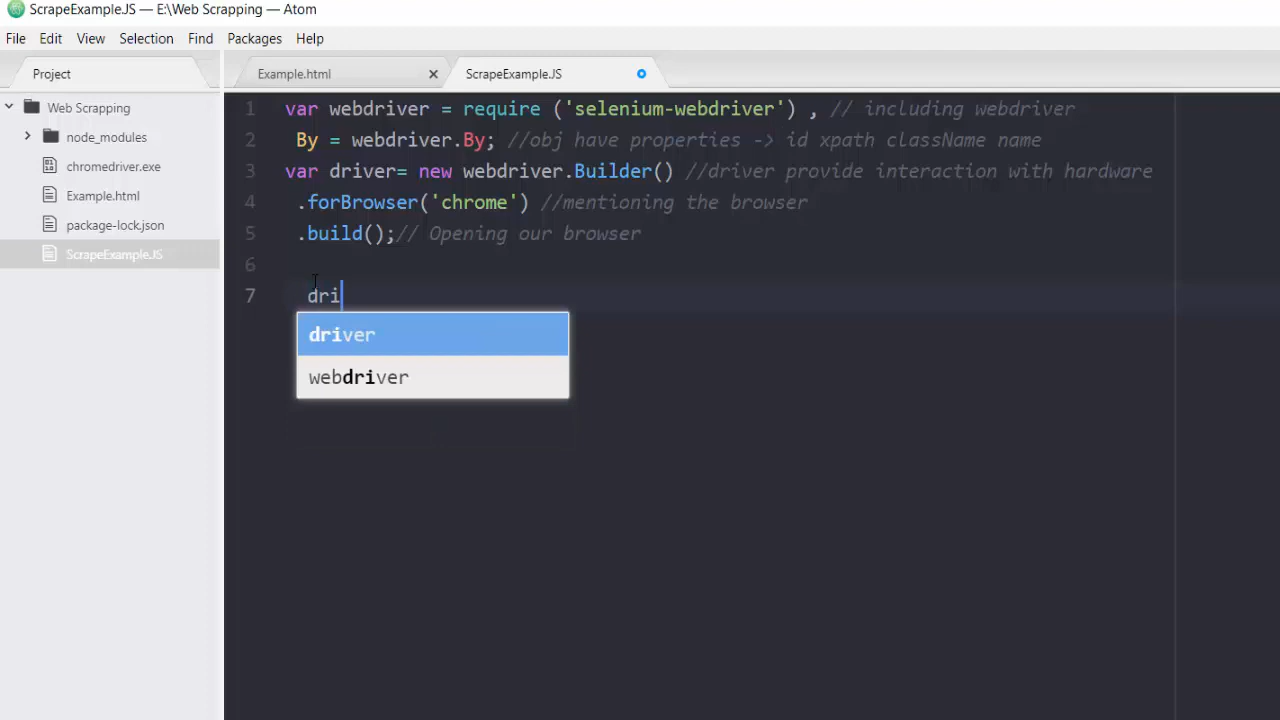 ScrapeExample.JS — E:\Web Scrapping — Atom
File Edit View Selection Find Packages Help
Project
Example.html
ScrapeExample.JS
Web Scrapping
node_modules
chromedriver.exe
Example.html
package-lock.json
ScrapeExample.JS
1 var webdriver = require ('selenium-webdriver') , // including webdriver
2 By = webdriver.By; //obj have properties -> id xpath className name
3 var driver= new webdriver.Builder() //driver provide interaction with hardware
4 .forBrowser('chrome') //mentioning the browser
5 .build();// Opening our browser
6
7 dri
driver
webdriver